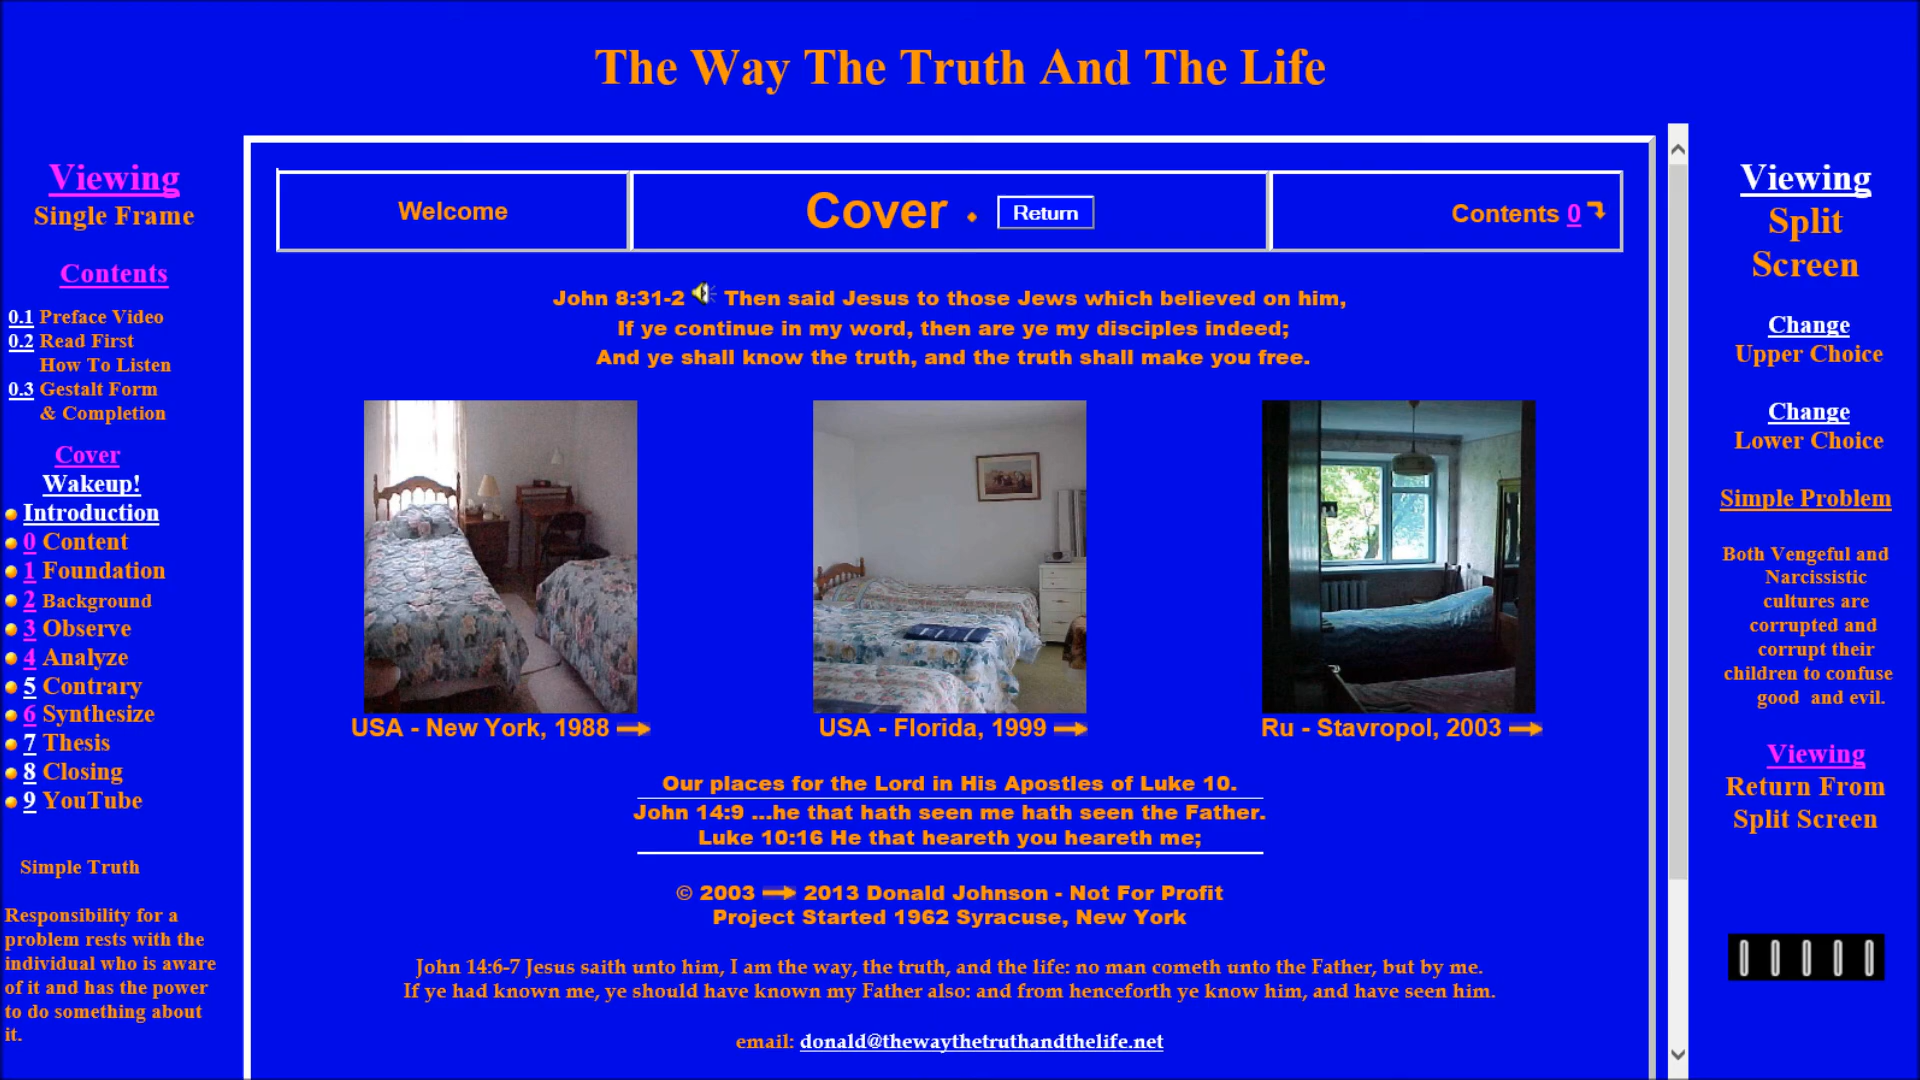 The Way The Truth And The Life
Viewing
Single Frame
Contents
0.1 Preface Video
0.2 Read First
How To Listen
0.3 Gestalt Form
& Completion
Cover
Wakeup!
Introduction
0 Content
1 Foundation
2 Background
3 Observe
4 Analyze
5 Contrary
6 Synthesize
7 Thesis
8 Closing
9 YouTube
Simple Truth
Responsibility for a
problem rests with the
individual who is aware
of it and has the power
to do something about
it.
Welcome
Cover • Return
Contents 0
John 8:31-2 Then said Jesus to those Jews which believed on him,
If ye continue in my word, then are ye my disciples indeed;
And ye shall know the truth, and the truth shall make you free.
USA - New York, 1988
USA - Florida, 1999
Ru - Stavropol, 2003
Our places for the Lord in His Apostles of Luke 10.
John 14:9 ...he that hath seen me hath seen the Father.
Luke 10:16 He that heareth you heareth me;
© 2003 2013 Donald Johnson - Not For Profit
Project Started 1962 Syracuse, New York
John 14:6-7 Jesus saith unto him, I am the way, the truth, and the life: no man cometh unto the Father, but by me.
If ye had known me, ye should have known my Father also: and from henceforth ye know him, and have seen him.
email: donald@thewaythetruthandthelife.net
Viewing
Split
Screen
Change
Upper Choice
Change
Lower Choice
Simple Problem
Both Vengeful and
Narcissistic
cultures are
corrupted and
corrupt their
children to confuse
good and evil.
Viewing
Return From
Split Screen
00000